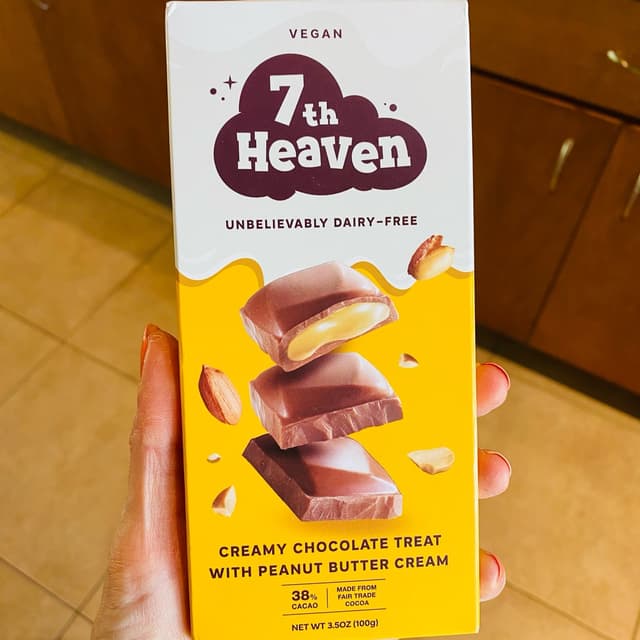 VEGAN
7th
Heaven
UNBELIEVABLY DAIRY-FREE
CREAMY CHOCOLATE TREAT
WITH PEANUT BUTTER CREAM
38%
CACAO
MADE FROM
FAIR TRADE
COCOA
NET WT 3.5OZ (100g)